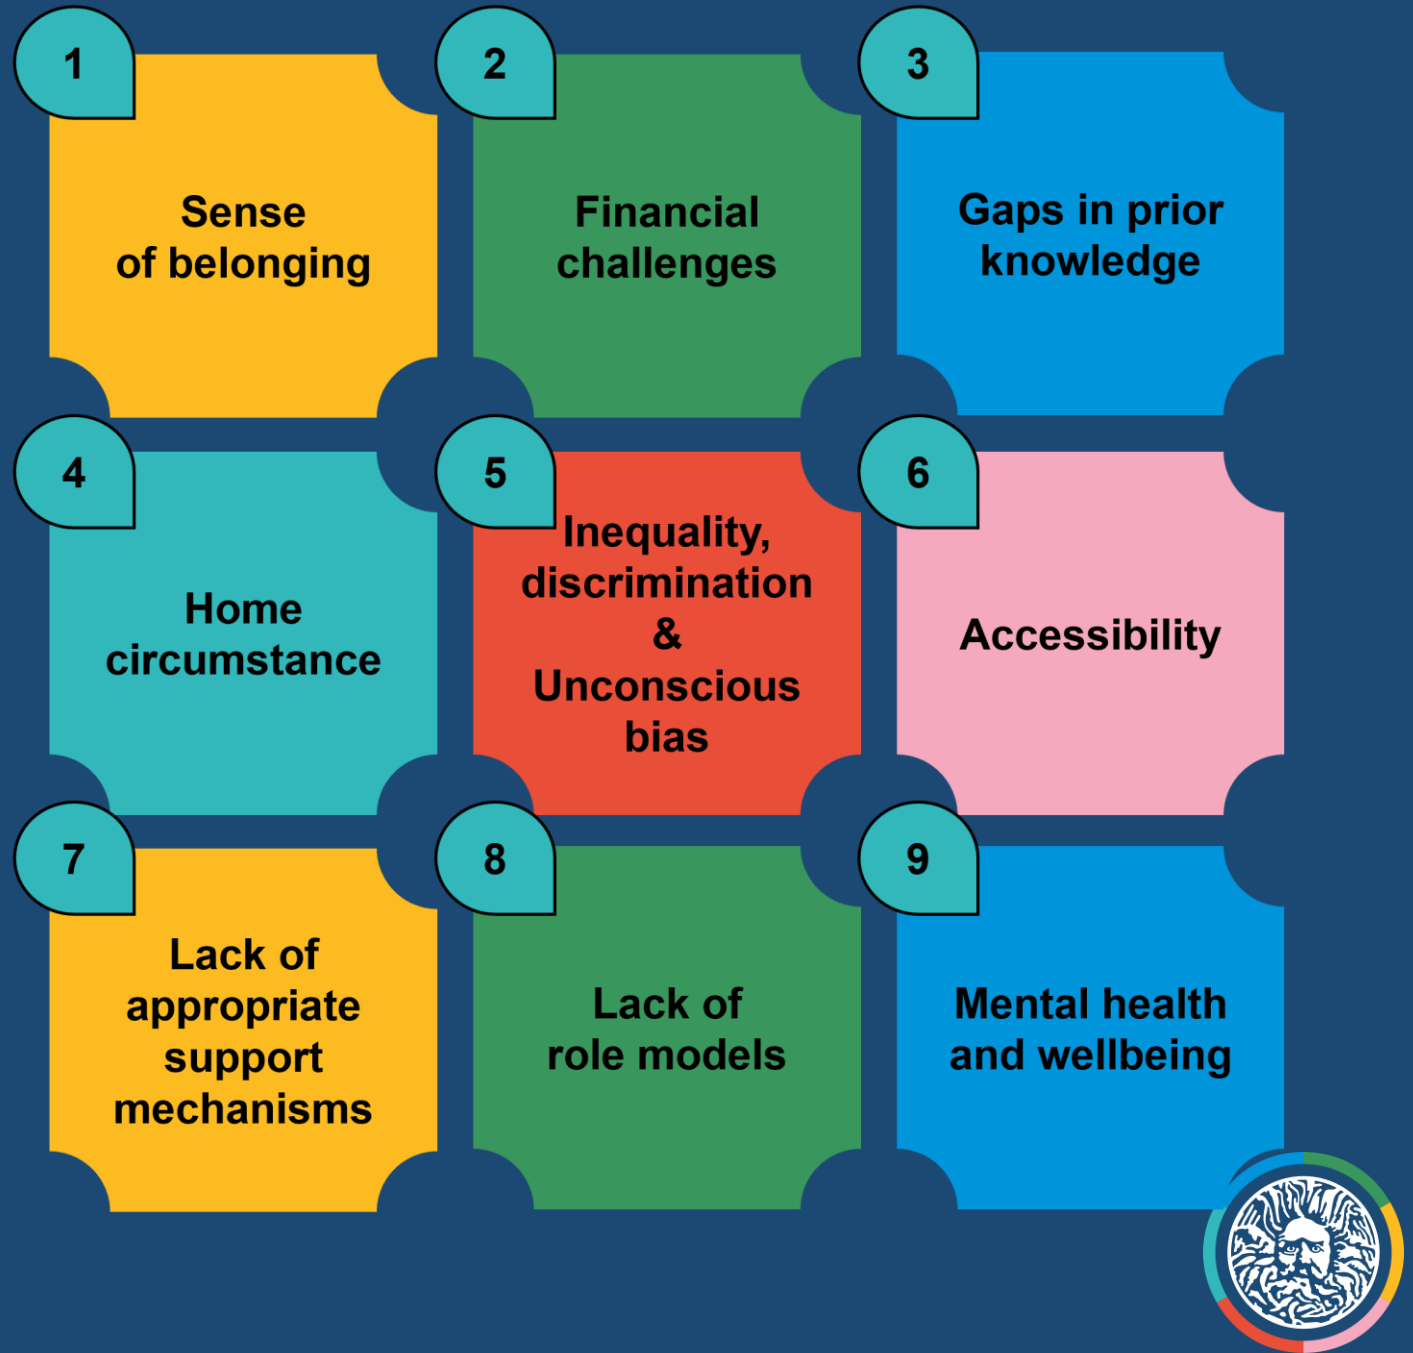 1
Sense
of belonging
2
Financial
challenges
3
Gaps in prior
knowledge
4
Home
circumstance
5
Inequality,
discrimination
&
Unconscious
bias
6
Accessibility
7
Lack of
appropriate
support
mechanisms
8
Lack of
role models
9
Mental health
and wellbeing